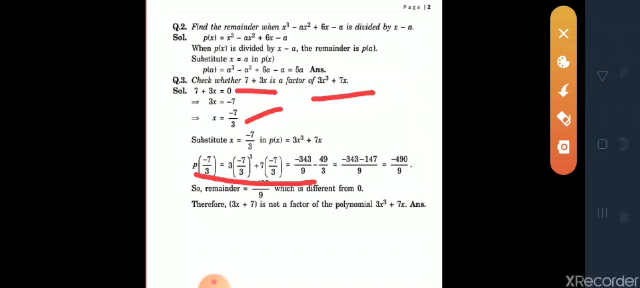 Page | 2
Q.2. Find the remainder when x³ – ax² + 6x – a is divided by x – a.
Sol. p(x) = x³ – ax² + 6x – a
When p(x) is divided by x – a, the remainder is p(a).
Substitute x = a in p(x)
p(a) = a³ – a³ + 6a – a = 5a Ans.
Q.3. Check whether 7 + 3x is a factor of 3x³ + 7x.
Sol. 7 + 3x = 0
⇒ 3x = –7
⇒ x = –7/3
Substitute x = –7/3 in p(x) = 3x³ + 7x
p(–7/3) = 3(–7/3)³ + 7(–7/3) = –343/9 – 49/3 = –343–147/9 = –490/9.
So, remainder = /9 which is different from 0.
Therefore, (3x + 7) is not a factor of the polynomial 3x³ + 7x. Ans.
XRecorder